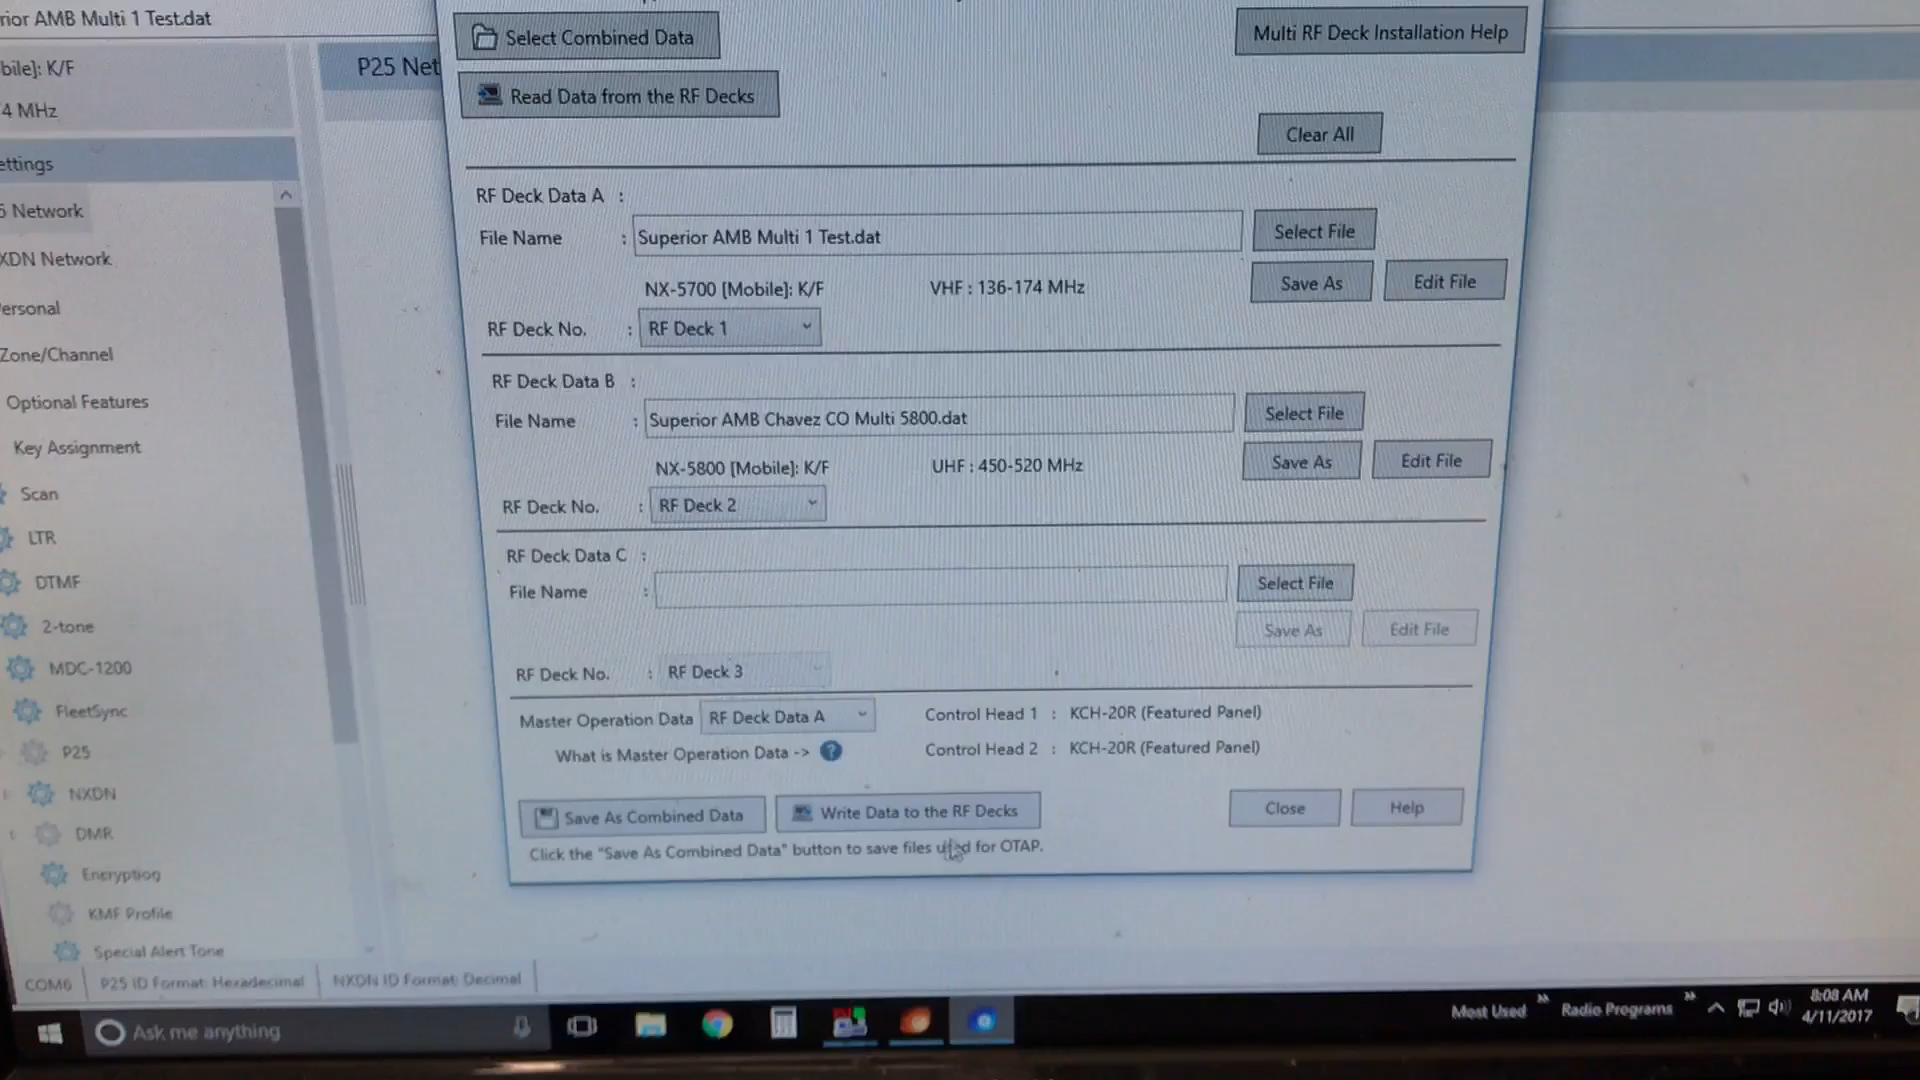 rior AMB Multi 1 Test.dat
bile]: K/F
4 MHz
ettings
Network
XDN Network
ersonal
Zone/Channel
Optional Features
Key Assignment
Scan
LTR
DTMF
2-tone
MDC-1200
FleetSync
P25
NXDN
DMR
Encryption
KMF Profile
Special Alert Tone
COM6
P25 ID Format: Hexadecimal
NXDN ID Format: Decimal
P25 Net
Select Combined Data
Multi RF Deck Installation Help
Read Data from the RF Decks
Clear All
RF Deck Data A :
File Name : Superior AMB Multi 1 Test.dat Select File
NX-5700 [Mobile]: K/F VHF : 136-174 MHz Save As Edit File
RF Deck No. : RF Deck 1
RF Deck Data B :
File Name : Superior AMB Chavez CO Multi 5800.dat Select File
NX-5800 [Mobile]: K/F UHF : 450-520 MHz Save As Edit File
RF Deck No. : RF Deck 2
RF Deck Data C :
File Name : Select File
Save As Edit File
RF Deck No. : RF Deck 3
Master Operation Data RF Deck Data A Control Head 1 : KCH-20R (Featured Panel)
What is Master Operation Data -> ? Control Head 2 : KCH-20R (Featured Panel)
Save As Combined Data Write Data to the RF Decks Close Help
Click the "Save As Combined Data" button to save files used for OTAP.
Ask me anything
Most Used » Radio Programs »
8:08 AM
4/11/2017